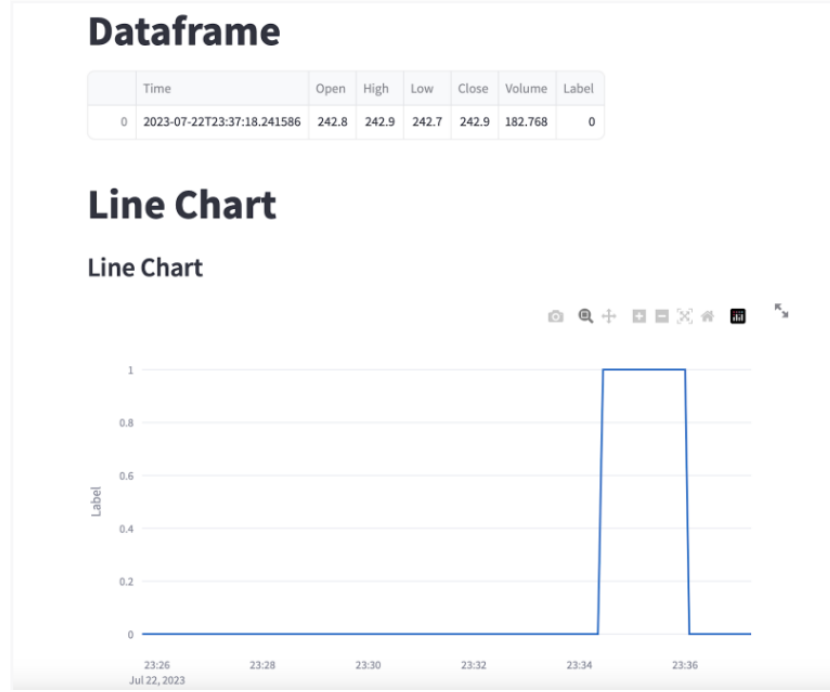 Dataframe
Time Open High Low Close Volume Label
0 2023-07-22T23:37:18.241586 242.8 242.9 242.7 242.9 182.768 0
Line Chart
Line Chart
1
0.8
0.6
Label
0.4
0.2
0
23:26 23:28 23:30 23:32 23:34 23:36
Jul 22, 2023